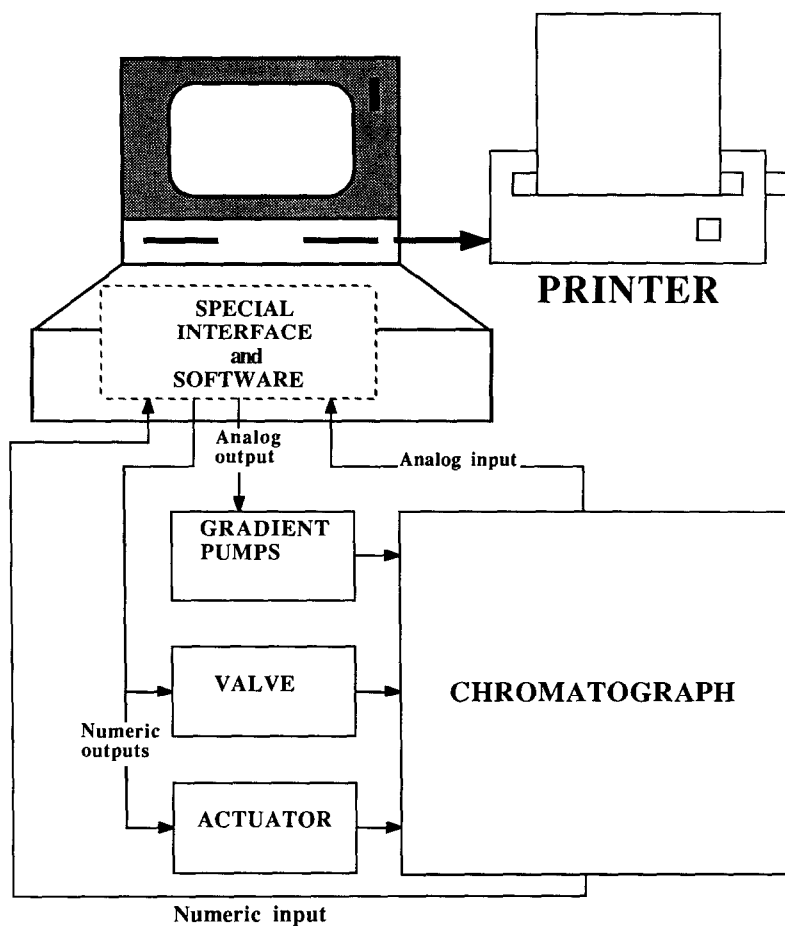 PRINTER
SPECIAL
INTERFACE
and
SOFTWARE
Analog
output
Analog input
GRADIENT
PUMPS
VALVE
CHROMATOGRAPH
Numeric
outputs
ACTUATOR
Numeric input